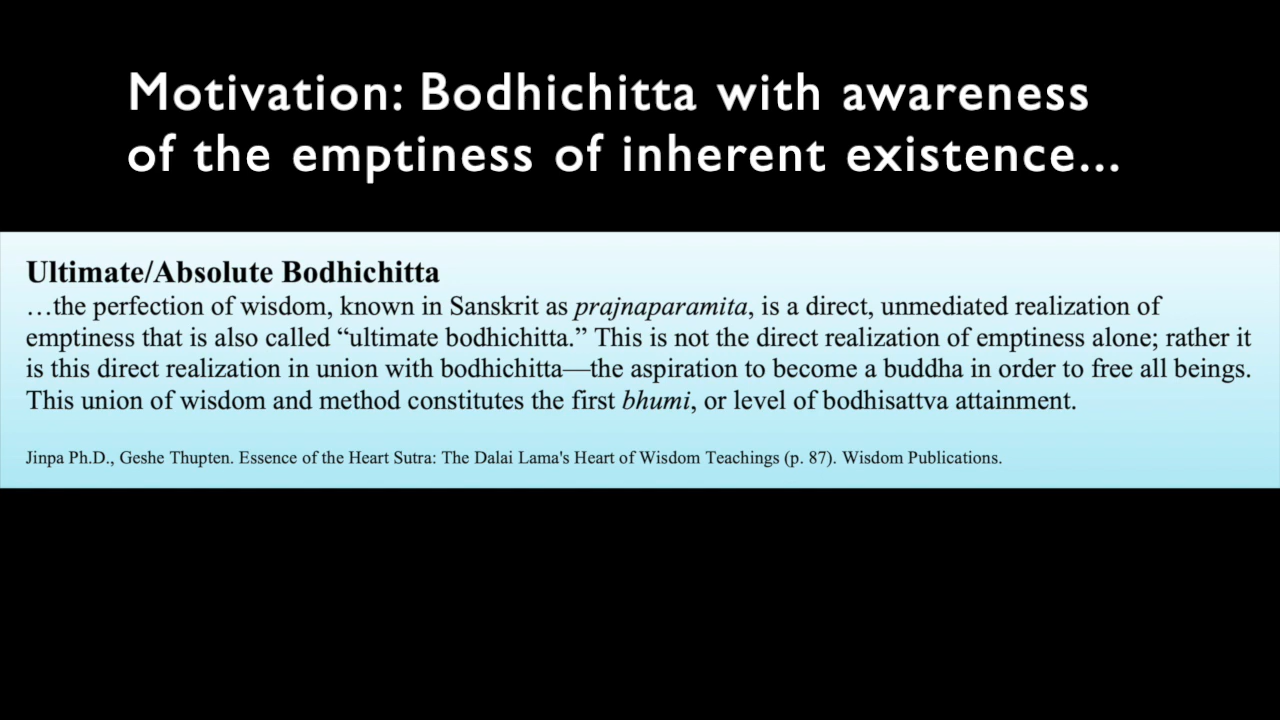 Motivation: Bodhichitta with awareness
of the emptiness of inherent existence...
Ultimate/Absolute Bodhichitta
…the perfection of wisdom, known in Sanskrit as prajnaparamita, is a direct, unmediated realization of
emptiness that is also called “ultimate bodhichitta.” This is not the direct realization of emptiness alone; rather it
is this direct realization in union with bodhichitta—the aspiration to become a buddha in order to free all beings.
This union of wisdom and method constitutes the first bhumi, or level of bodhisattva attainment.
Jinpa Ph.D., Geshe Thupten. Essence of the Heart Sutra: The Dalai Lama's Heart of Wisdom Teachings (p. 87). Wisdom Publications.